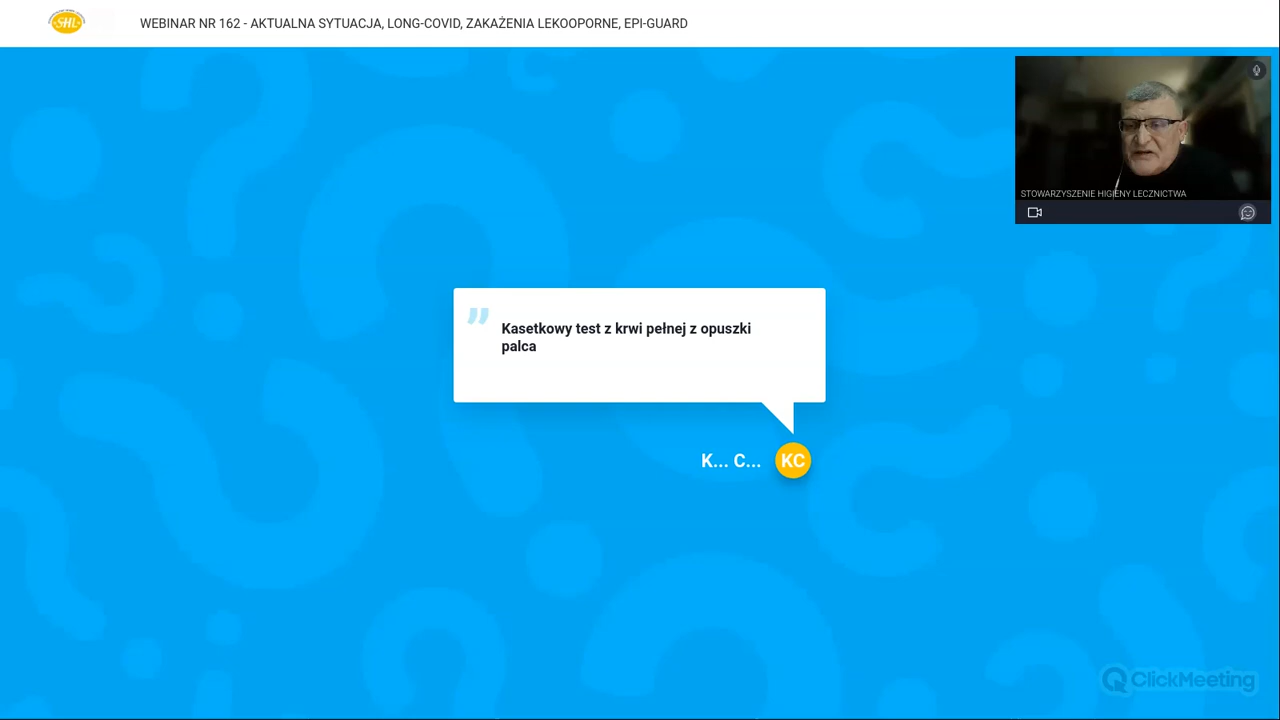 SHL
WEBINAR NR 162 - AKTUALNA SYTUACJA, LONG-COVID, ZAKAŻENIA LEKOOPORNE, EPI-GUARD
STOWARZYSZENIE HIGIENY LECZNICTWA
Kasetkowy test z krwi pełnej z opuszki
palca
K... C... KC
ClickMeeting